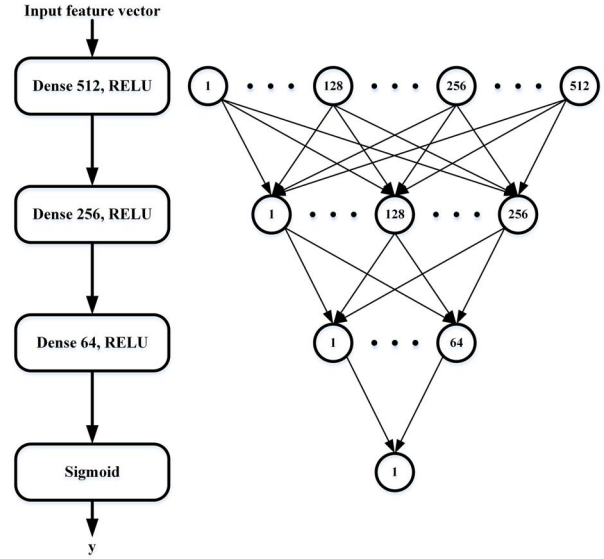 Input feature vector
Dense 512, RELU
1 128 256 512
Dense 256, RELU
1 128 256
Dense 64, RELU
1 64
Sigmoid
1
y